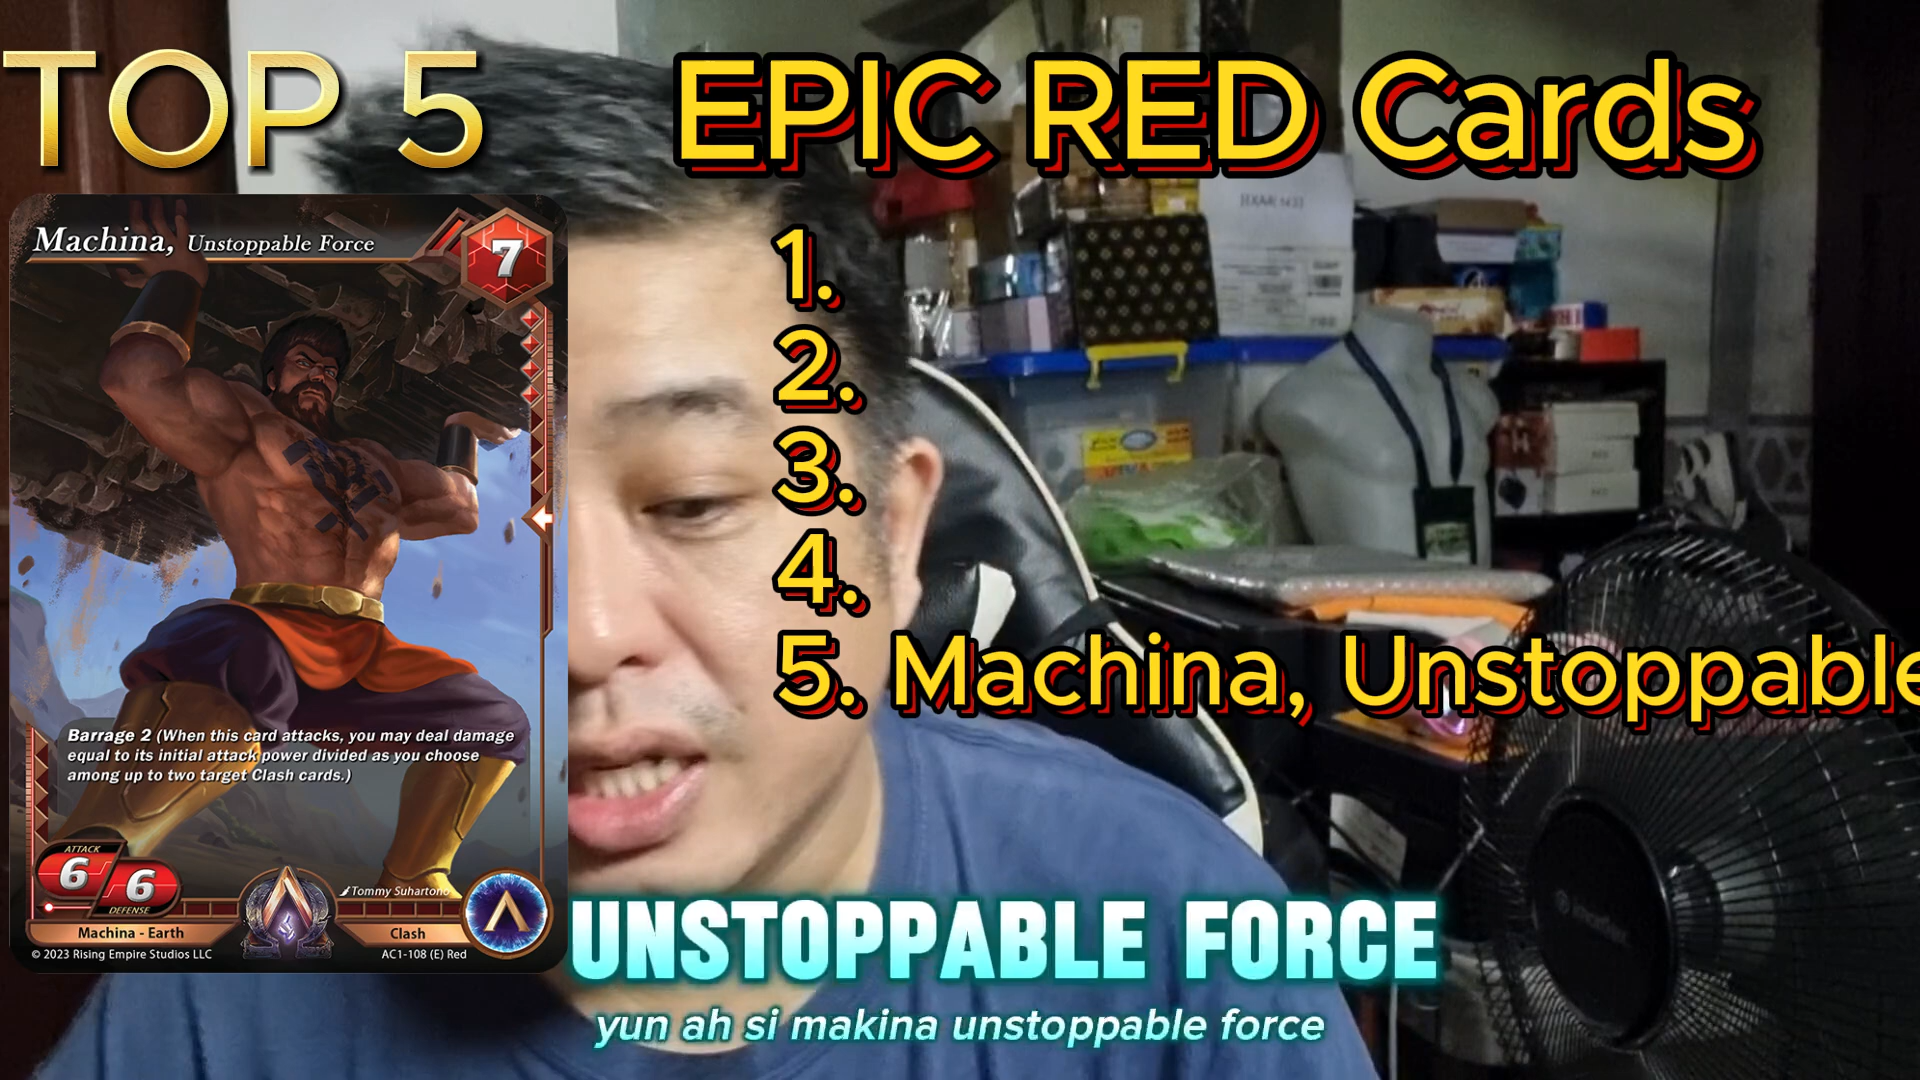 TOP 5
EPIC RED Cards
Machina, Unstoppable Force
7
1.
2.
3.
4.
5. Machina, Unstoppable
Barrage 2 (When this card attacks, you may deal damage
equal to its initial attack power divided as you choose
among up to two target Clash cards.)
ATTACK
6
6
DEFENSE
Tommy Suhartono
Machina - Earth
Clash
© 2023 Rising Empire Studios LLC
AC1-108 (E) Red
UNSTOPPABLE FORCE
yun ah si makina unstoppable force